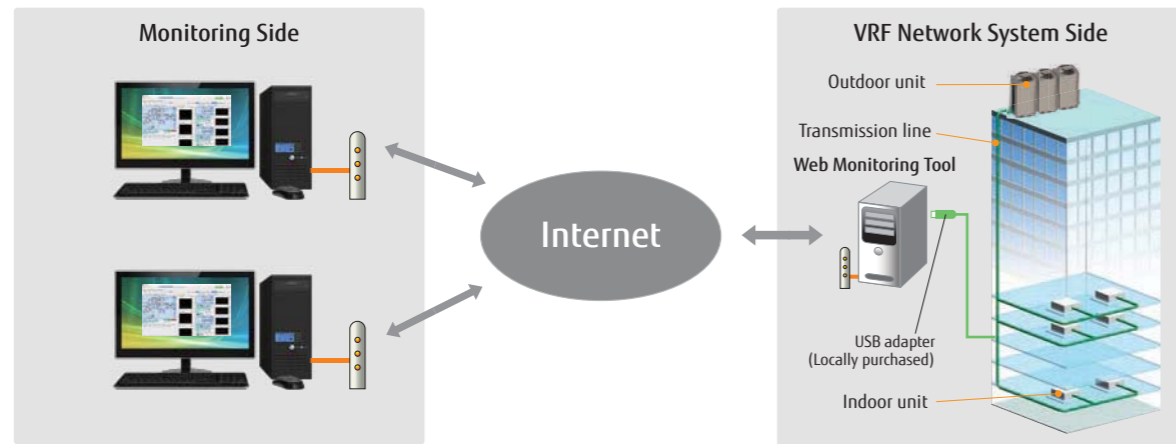 Monitoring Side
VRF Network System Side
Outdoor unit
Transmission line
Web Monitoring Tool
Internet
USB adapter
(Locally purchased)
Indoor unit